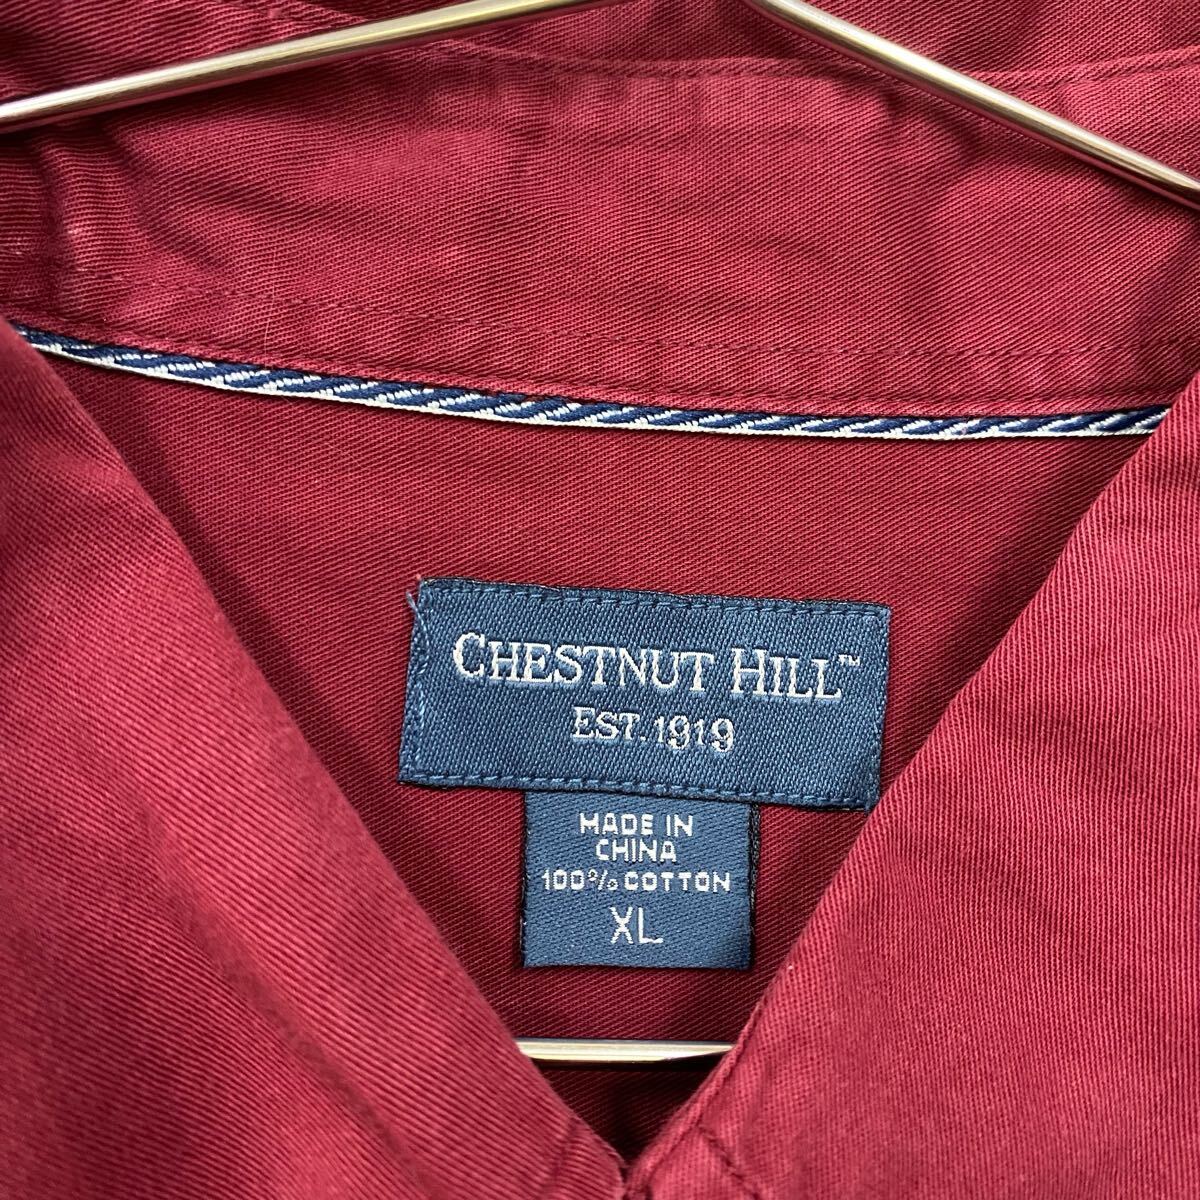 CHESTNUT HILL™
EST. 1919
MADE IN
CHINA
100% COTTON
XL